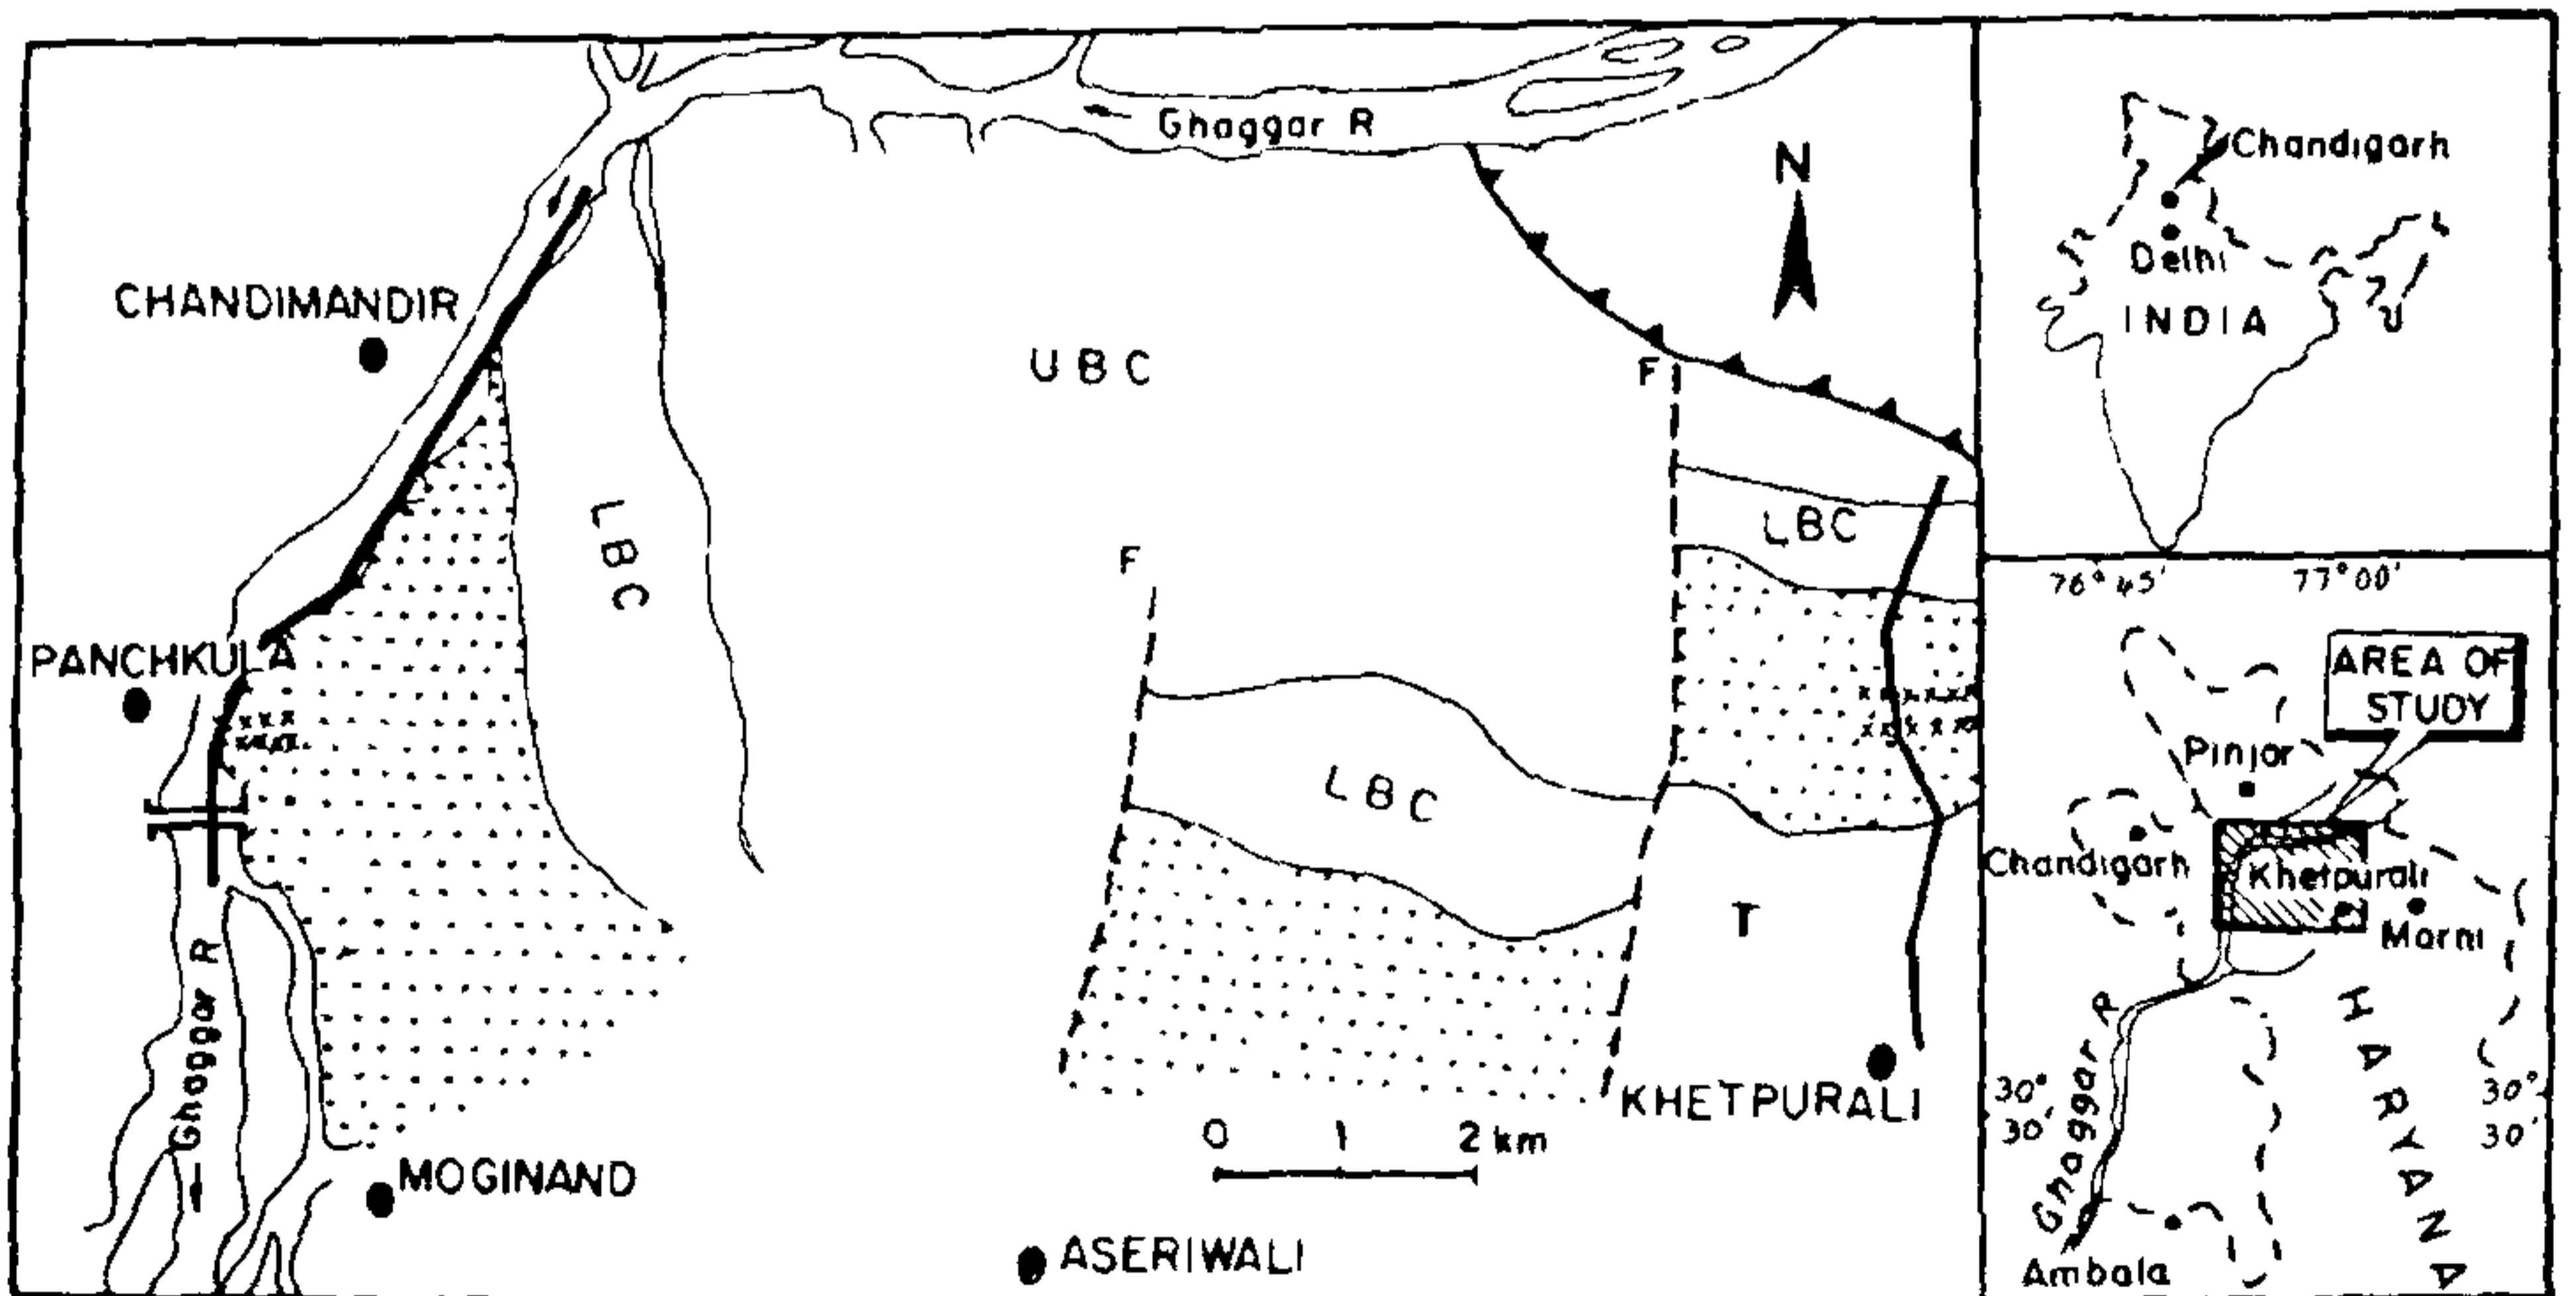 Ghaggar R
N
CHANDIMANDIR
UBC
F
LBC
LBC
F
PANCHKULA
LBC
T
KHETPURALI
0 1 2 km
Ghaggar R
MOGINAND
ASERIWALI
Chandigarh
Delhi
INDIA
76° 45' 77° 00'
AREA OF
STUDY
Pinjor
Chandigarh
Khetpurali
Morni
Ghaggar R
HARYANA
30°
30'
30°
30'
Ambala